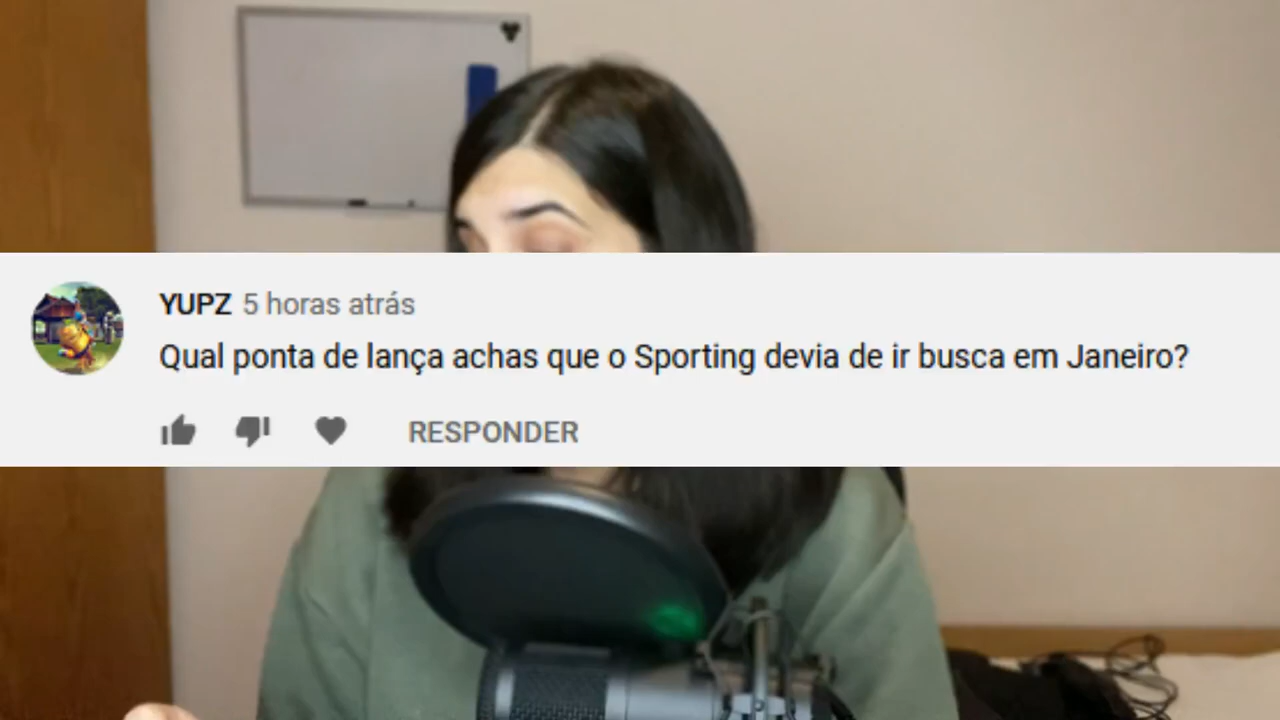 YUPZ 5 horas atrás
Qual ponta de lança achas que o Sporting devia de ir busca em Janeiro?
RESPONDER